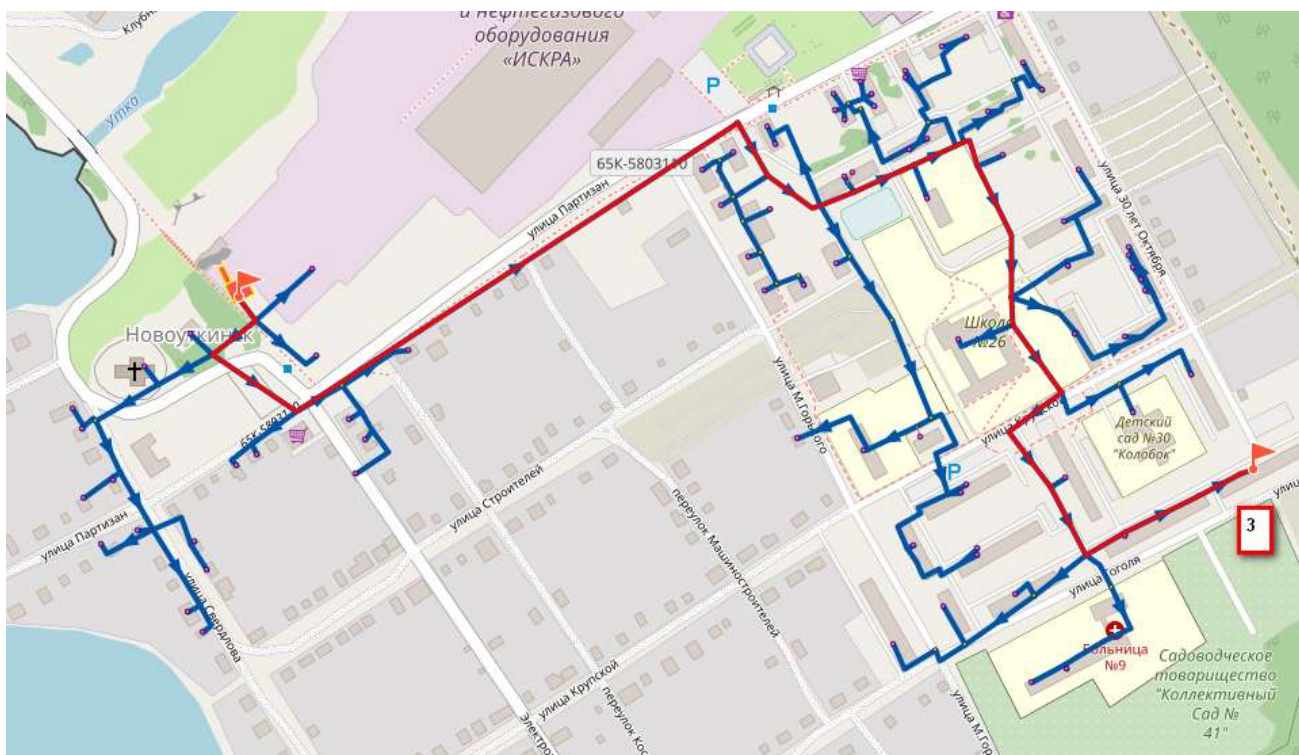 и нефтегазового
оборудования
«ИСКРА»
Утка
P
65К-5803110
улица Партизан
улица 30 лет Октября
Новоуткинск
Школа
№26
улица М.Горького
Детский
сад №30
"Колобок"
P
улица Строителей
улица Партизан
переулок Машиностроителей
3
улица Гоголя
улица Свердлова
Больница
№9
улица Крупской
Садоводческое
товарищество
"Коллективный
Сад №
41"